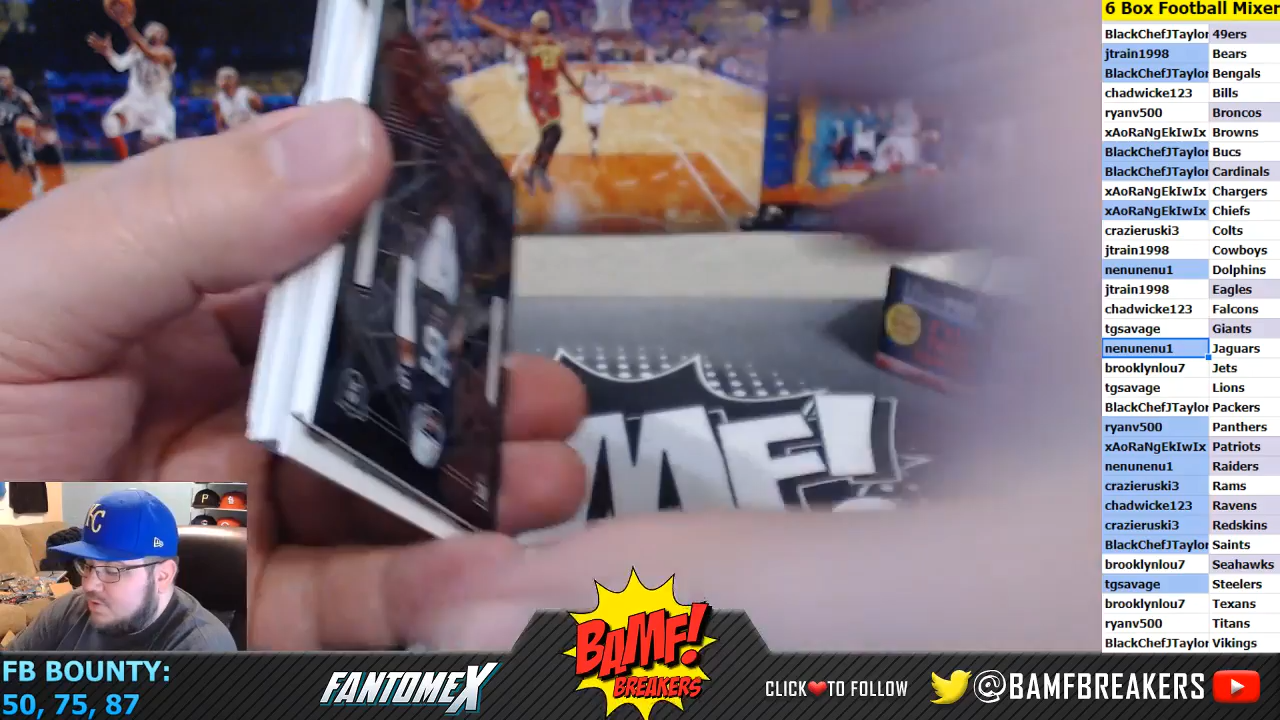 6 Box Football Mixer
BlackChefJTaylor 49ers
jtrain1998 Bears
BlackChefJTaylor Bengals
chadwicke123 Bills
ryanv500 Broncos
xAoRaNgEkIwIx Browns
BlackChefJTaylor Bucs
BlackChefJTaylor Cardinals
xAoRaNgEkIwIx Chargers
xAoRaNgEkIwIx Chiefs
crazieruski3 Colts
jtrain1998 Cowboys
nenunenu1 Dolphins
jtrain1998 Eagles
chadwicke123 Falcons
tgsavage Giants
nenunenu1 Jaguars
brooklynlou7 Jets
tgsavage Lions
BlackChefJTaylor Packers
ryanv500 Panthers
xAoRaNgEkIwIx Patriots
nenunenu1 Raiders
crazieruski3 Rams
chadwicke123 Ravens
crazieruski3 Redskins
BlackChefJTaylor Saints
brooklynlou7 Seahawks
tgsavage Steelers
brooklynlou7 Texans
ryanv500 Titans
BlackChefJTaylor Vikings
KC
P
FB BOUNTY:
50, 75, 87
FANTOMEX
BAMF!
BREAKERS
CLICK TO FOLLOW
@BAMFBREAKERS